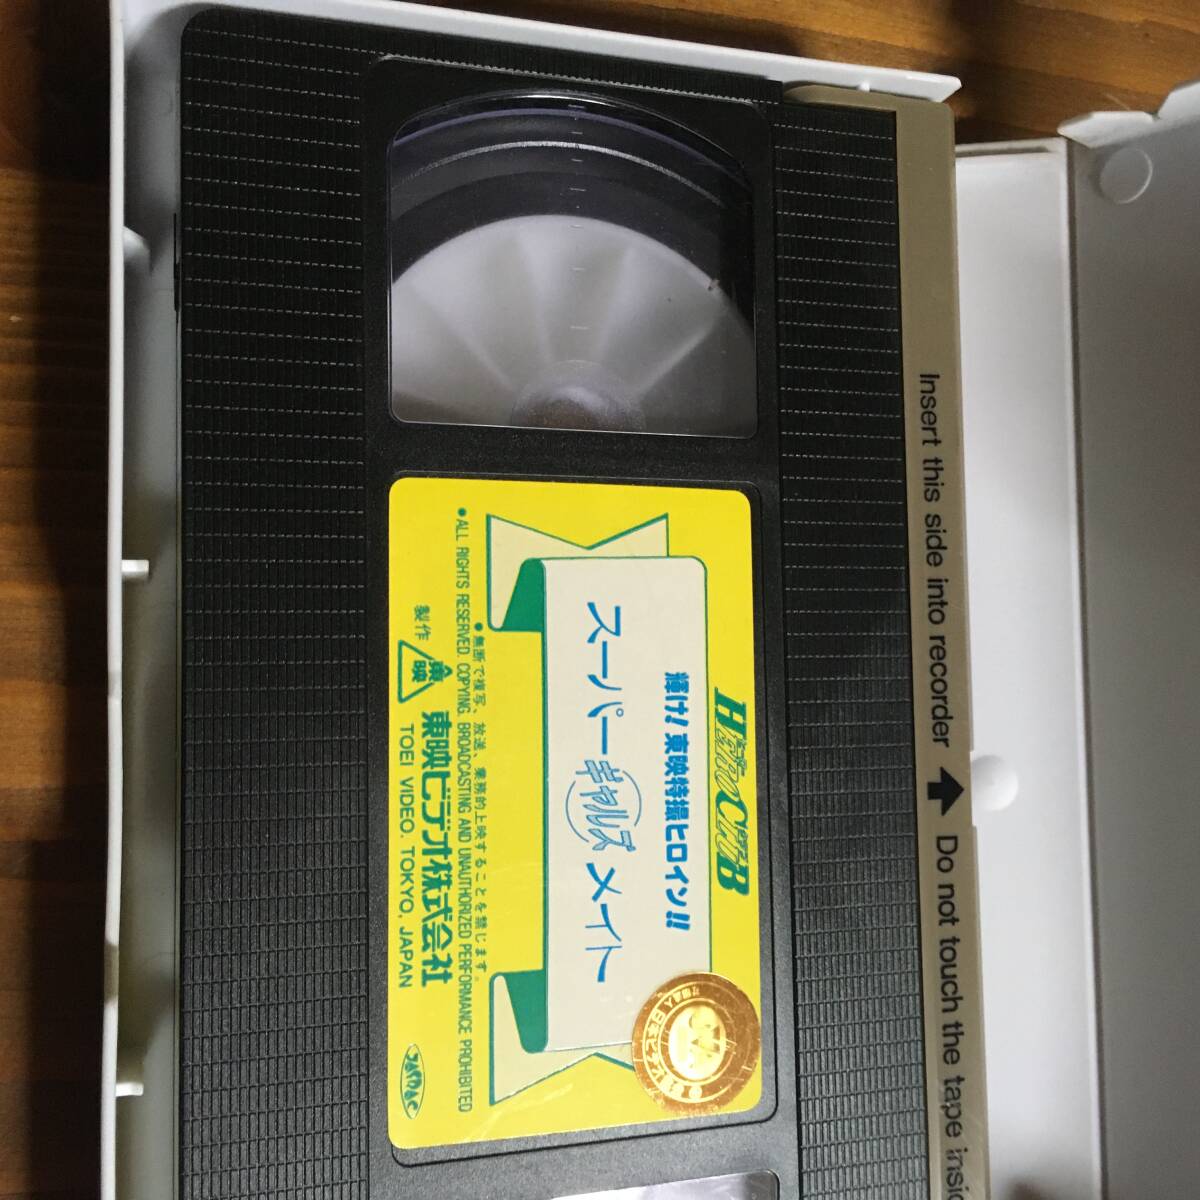 Insert this side into recorder ⬆ Do not touch the tape insi
HERO CLUB
輝け!東映特撮ヒロイン!!
スーパーギャルズメイト
●無断で複写、放送、業務的上映することを禁じます。
●ALL RIGHTS RESERVED. COPYING. BROADCASTING AND UNAUTHORIZED PERFORMANCE PROHIBITED
製作 東映 東映ビデオ株式会社
TOEI VIDEO, TOKYO, JAPAN